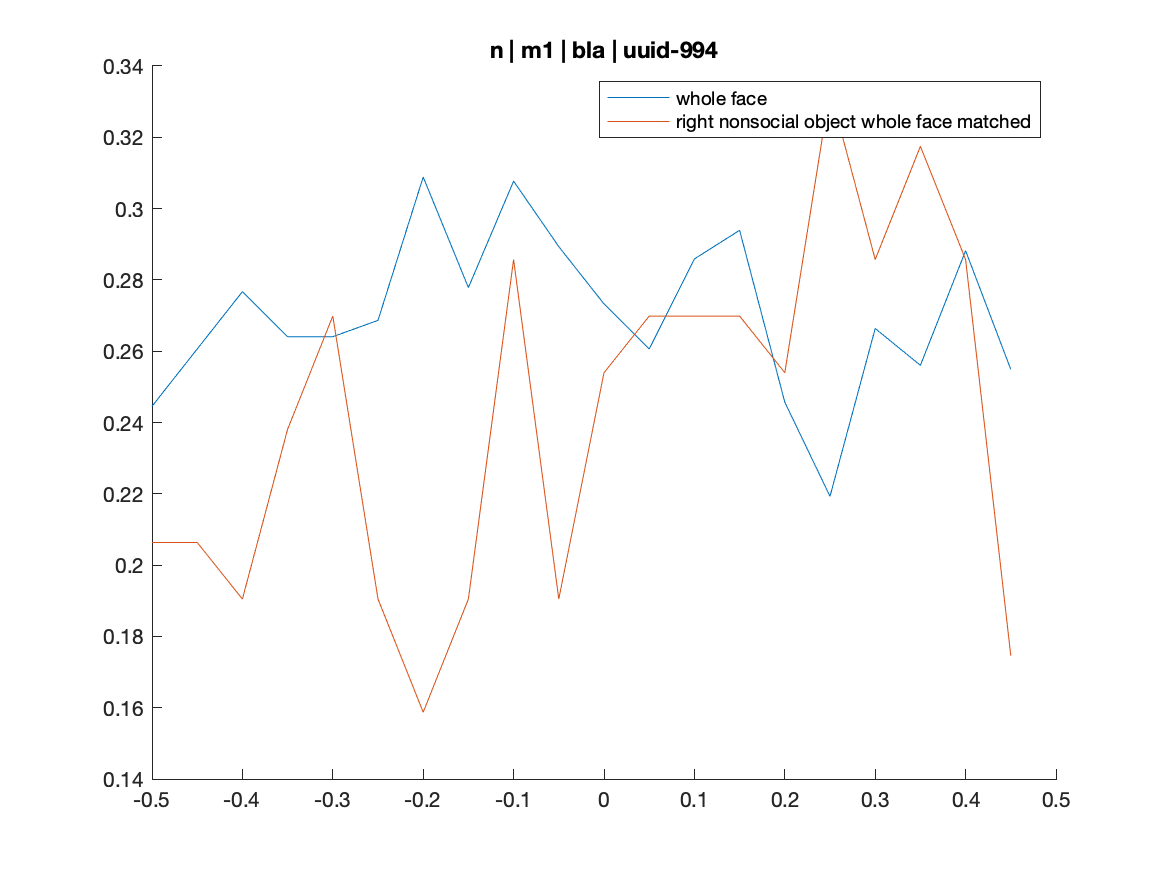 n | m1 | bla | uuid-994
0.34
whole face
right nonsocial object whole face matched
0.32
0.3
0.28
0.26
0.24
0.22
0.2
0.18
0.16
0.14
-0.5 -0.4 -0.3 -0.2 -0.1 0 0.1 0.2 0.3 0.4 0.5